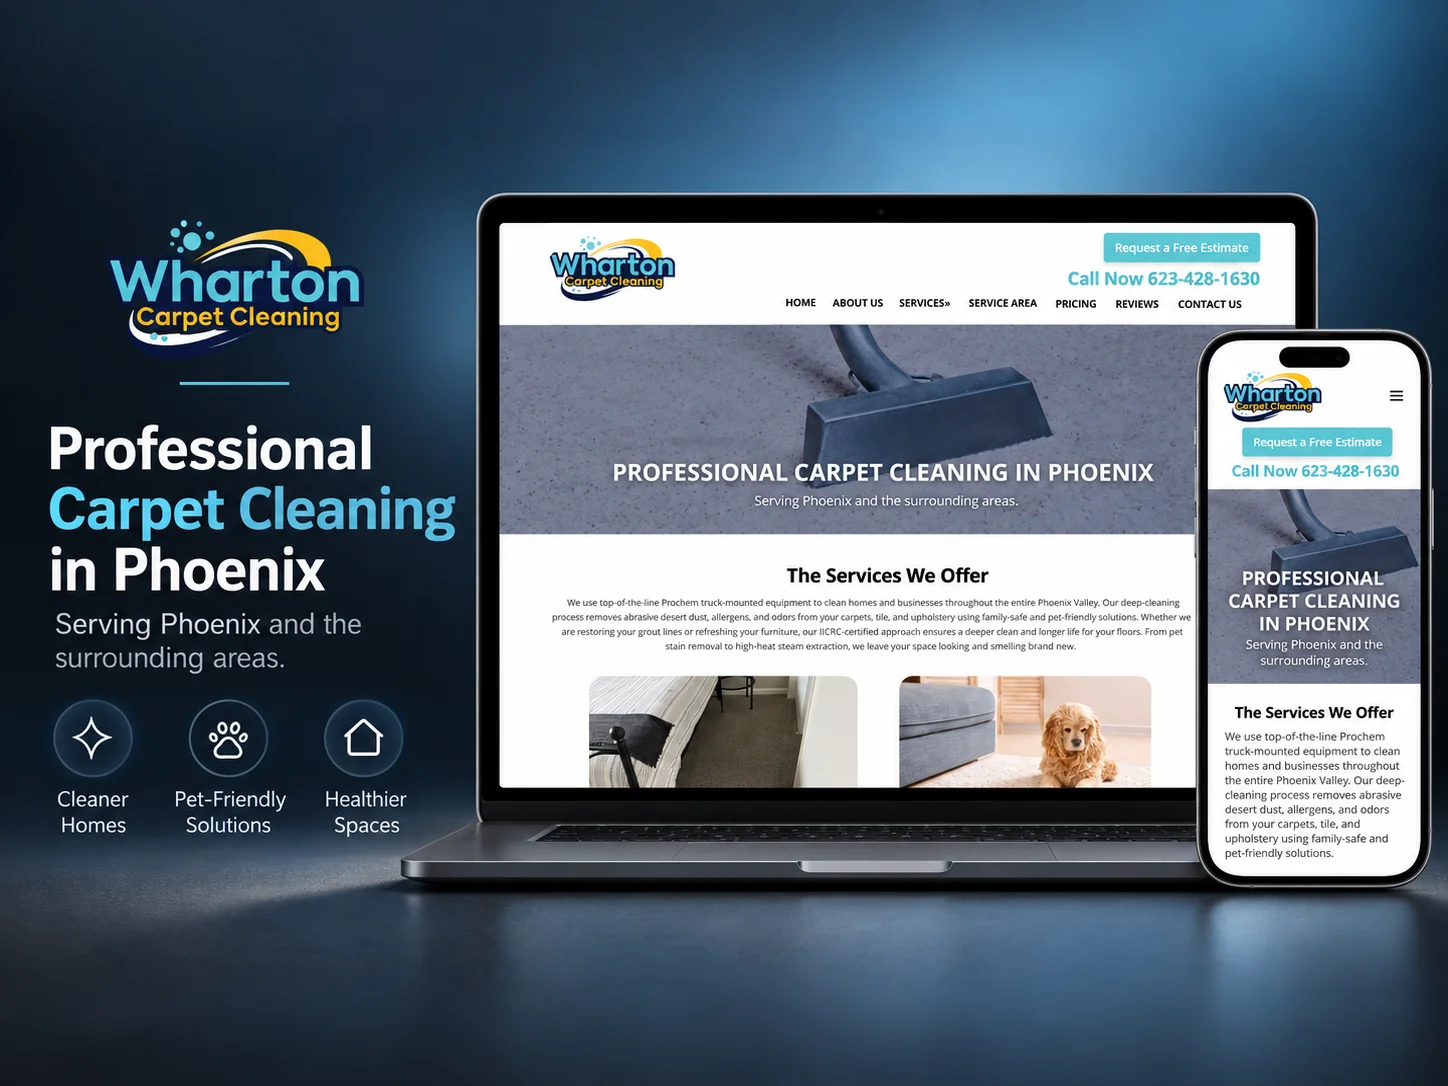 Wharton
Carpet Cleaning
Professional
Carpet Cleaning
in Phoenix
Serving Phoenix and the
surrounding areas.
Cleaner
Homes
Pet-Friendly
Solutions
Healthier
Spaces
Wharton
Carpet Cleaning
Request a Free Estimate
Call Now 623-428-1630
HOME ABOUT US SERVICES» SERVICE AREA PRICING REVIEWS CONTACT US
PROFESSIONAL CARPET CLEANING IN PHOENIX
Serving Phoenix and the surrounding areas.
The Services We Offer
We use top-of-the-line Prochem truck-mounted equipment to clean homes and businesses throughout the entire Phoenix Valley. Our deep-cleaning
process removes abrasive desert dust, allergens, and odors from your carpets, tile, and upholstery using family-safe and pet-friendly solutions. Whether we
are restoring your grout lines or refreshing your furniture, our IICRC-certified approach ensures a deeper clean and longer life for your floors. From pet
stain removal to high-heat steam extraction, we leave your space looking and smelling brand new.
Wharton
Carpet Cleaning
Request a Free Estimate
Call Now 623-428-1630
PROFESSIONAL
CARPET CLEANING
IN PHOENIX
Serving Phoenix and the
surrounding areas.
The Services We Offer
We use top-of-the-line Prochem
truck-mounted equipment to clean
homes and businesses throughout
the entire Phoenix Valley. Our deep-
cleaning process removes abrasive
desert dust, allergens, and odors
from your carpets, tile, and
upholstery using family-safe and
pet-friendly solutions.